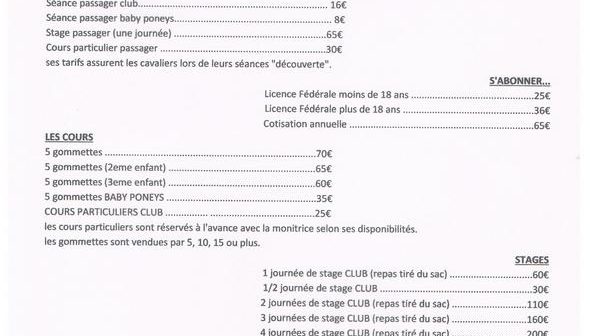 Séance passager club........................................................ 16€
Séance passager baby poneys............................................. 8€
Stage passager (une journée) .............................................65€
Cours particulier passager ................................................30€
ses tarifs assurent les cavaliers lors de leurs séances "découverte".
S'ABONNER...
Licence Fédérale moins de 18 ans .......................................25€
Licence Fédérale plus de 18 ans .........................................36€
Cotisation annuelle ...........................................................65€
LES COURS
5 gommettes ..................................................................70€
5 gommettes (2eme enfant) ..............................................65€
5 gommettes (3eme enfant) ..............................................60€
5 gommettes BABY PONEYS ..............................................35€
COURS PARTICULIERS CLUB ............. ..........................25€
les cours particuliers sont réservés à l'avance avec la monitrice selon ses disponibilités.
les gommettes sont vendues par 5, 10, 15 ou plus.
STAGES
1 journée de stage CLUB (repas tiré du sac) ..........................60€
1/2 journée de stage CLUB ................................................30€
2 journées de stage CLUB (repas tiré du sac) ........................110€
3 journées de stage CLUB (repas tiré du sac) ........................160€
4 journées de stage CLUB (repas tiré du sac) ........................200€